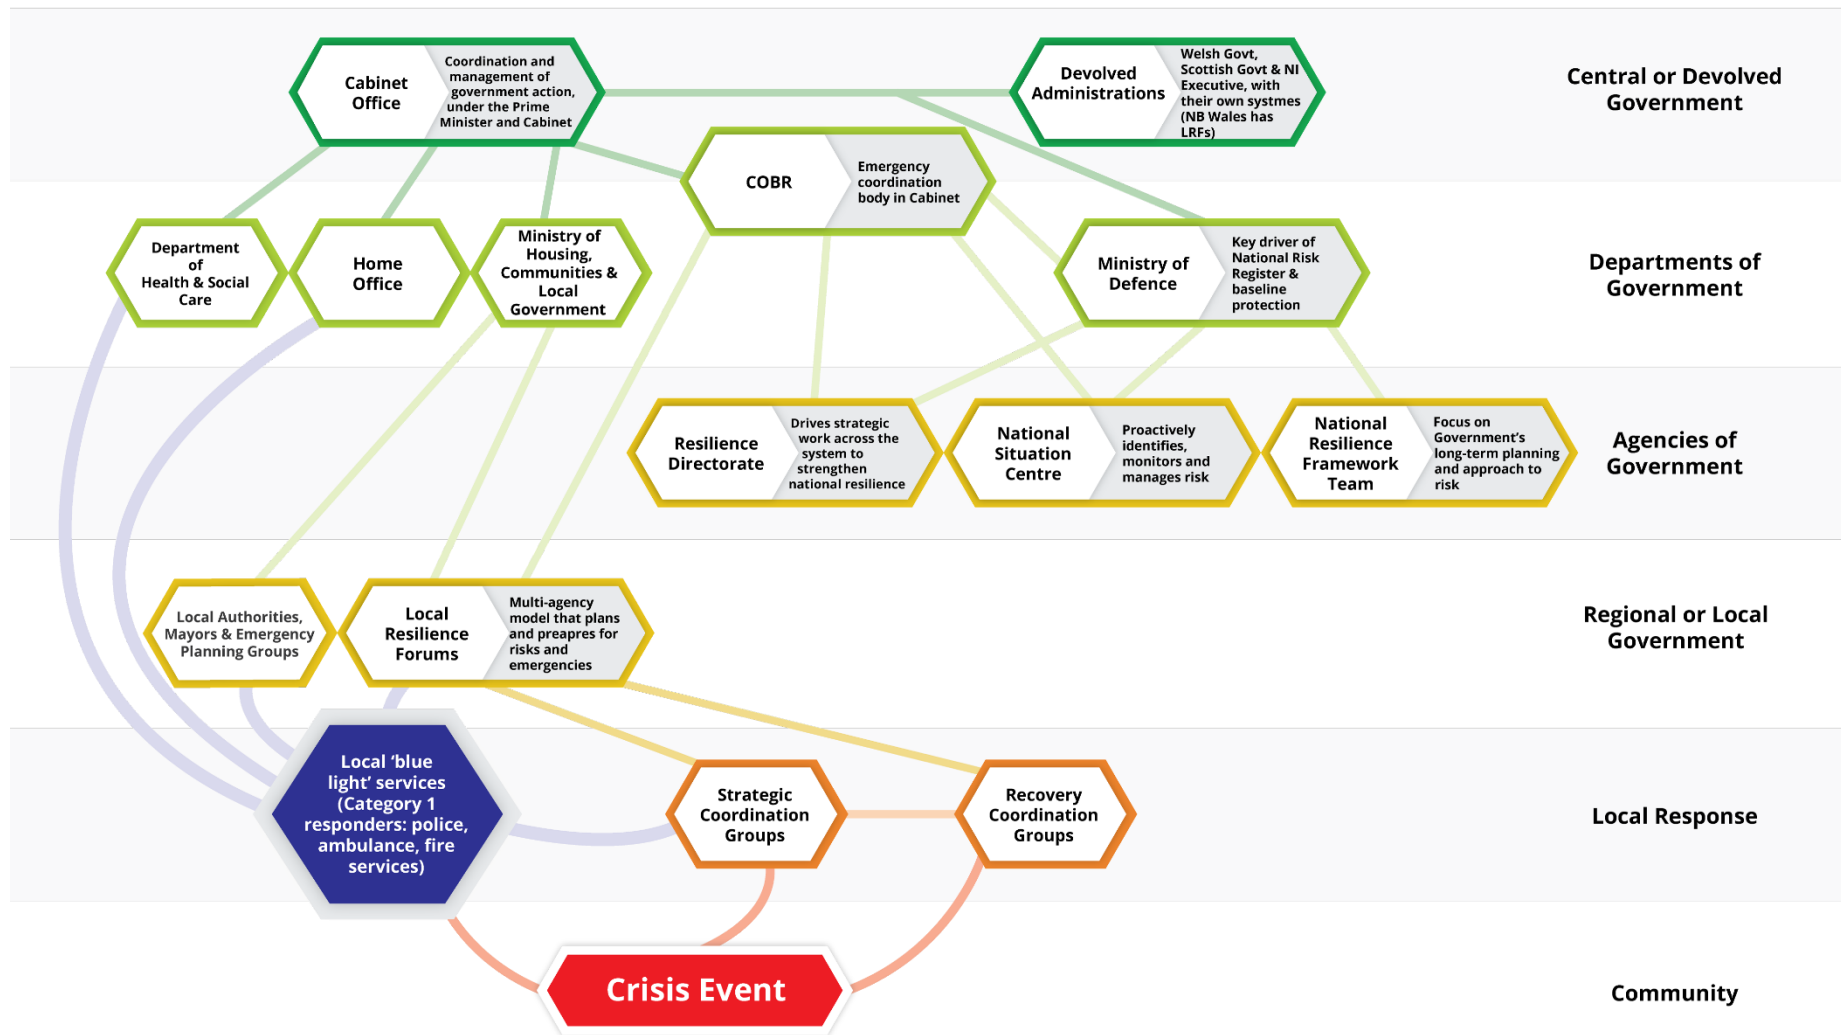 Cabinet
Office
Coordination and
management of
government action,
under the Prime
Minister and Cabinet
Devolved
Administrations
Welsh Govt,
Scottish Govt & NI
Executive, with
their own systmes
(NB Wales has
LRFs)
Central or Devolved
Government
COBR
Emergency
coordination
body in Cabinet
Department
of
Health & Social
Care
Home
Office
Ministry of
Housing,
Communities &
Local
Government
Ministry of
Defence
Key driver of
National Risk
Register &
baseline
protection
Departments of
Government
Resilience
Directorate
Drives strategic
work across the
system to
strengthen
national resilience
National
Situation
Centre
Proactively
identifies,
monitors and
manages risk
National
Resilience
Framework
Team
Focus on
Government’s
long-term planning
and approach to
risk
Agencies of
Government
Local Authorities,
Mayors & Emergency
Planning Groups
Local
Resilience
Forums
Multi-agency
model that plans
and preapres for
risks and
emergencies
Regional or Local
Government
Local ‘blue
light’ services
(Category 1
responders: police,
ambulance, fire
services)
Strategic
Coordination
Groups
Recovery
Coordination
Groups
Local Response
Crisis Event
Community